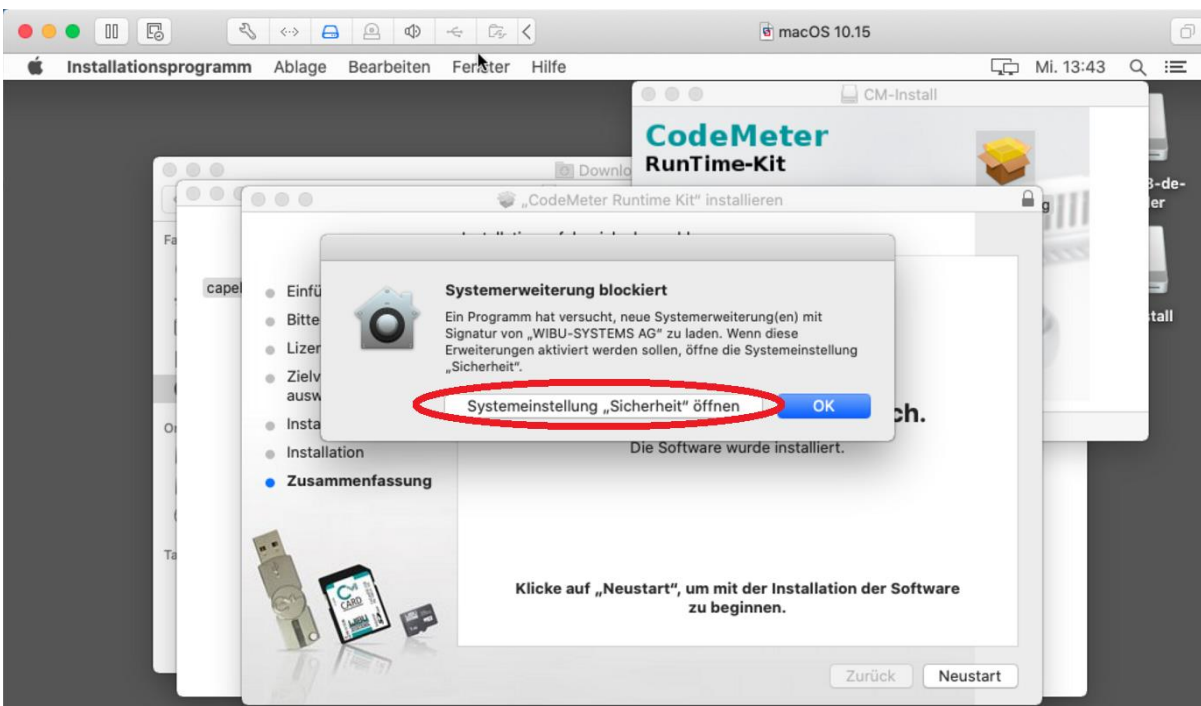 macOS 10.15
Installationsprogramm Ablage Bearbeiten Fenster Hilfe Mi. 13:43
CM-Install
CodeMeter
RunTime-Kit
„CodeMeter Runtime Kit“ installieren
Systemerweiterung blockiert
Ein Programm hat versucht, neue Systemerweiterung(en) mit
Signatur von „WIBU-SYSTEMS AG“ zu laden. Wenn diese
Erweiterungen aktiviert werden sollen, öffne die Systemeinstellung
„Sicherheit“.
Systemeinstellung „Sicherheit“ öffnen OK
Installation
Zusammenfassung
Die Software wurde installiert.
CARD
Klicke auf „Neustart“, um mit der Installation der Software
zu beginnen.
Zurück Neustart